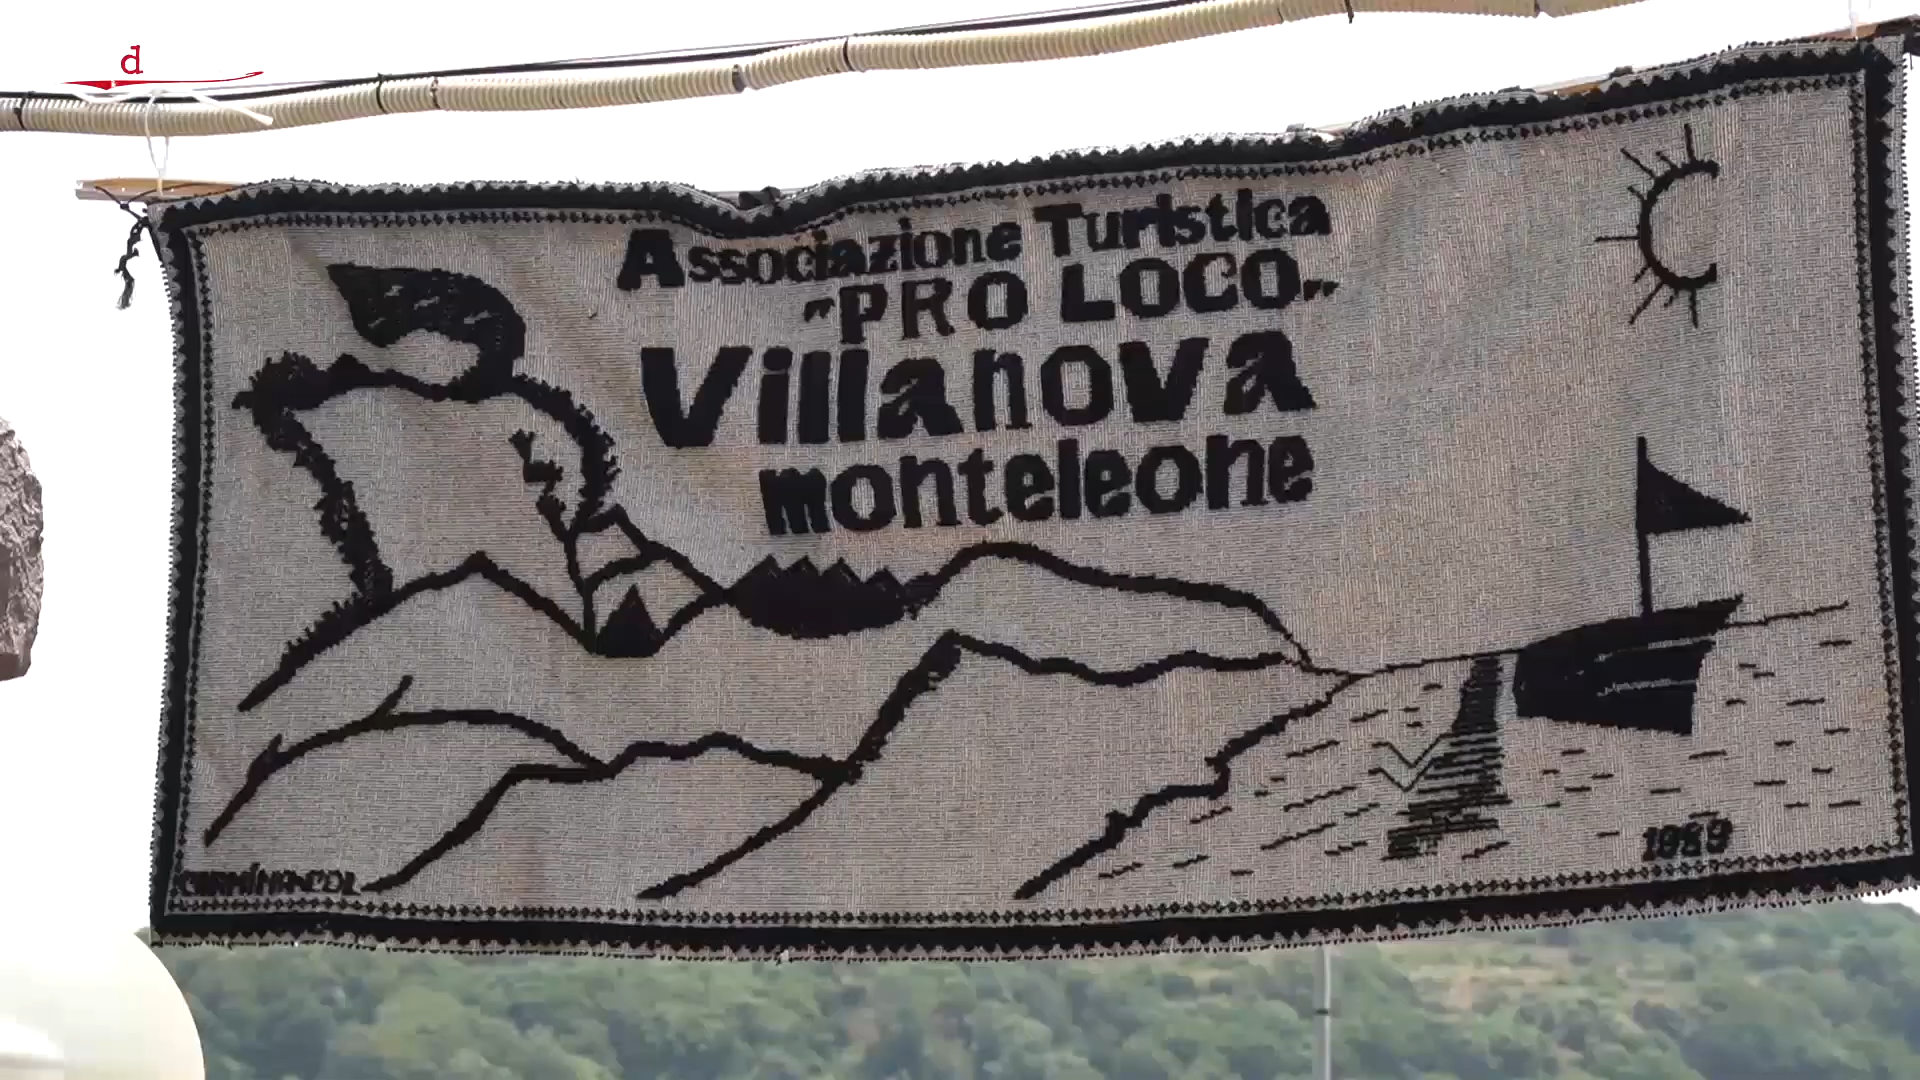 d
Associazione Turistica
"PRO LOCO"
Villanova
monteleone
1989